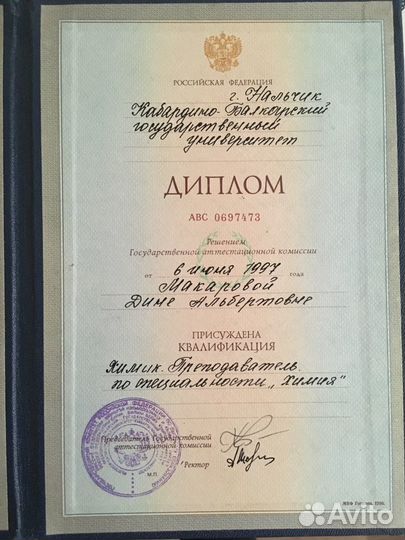 РОССИЙСКАЯ ФЕДЕРАЦИЯ
г. Нальчик
Кабардино-Балкарский
государственный
университет
ДИПЛОМ
АВС 0697473
Решением
Государственной аттестационной комиссии
от 6 июня 1997 года
Макаровой
Дине Альбертовне
ПРИСУЖДЕНА
КВАЛИФИКАЦИЯ
Химик. Преподаватель
по специальности „Химия"
Председатель Государственной
аттестационной комиссии
Ректор
М.П.
Avito